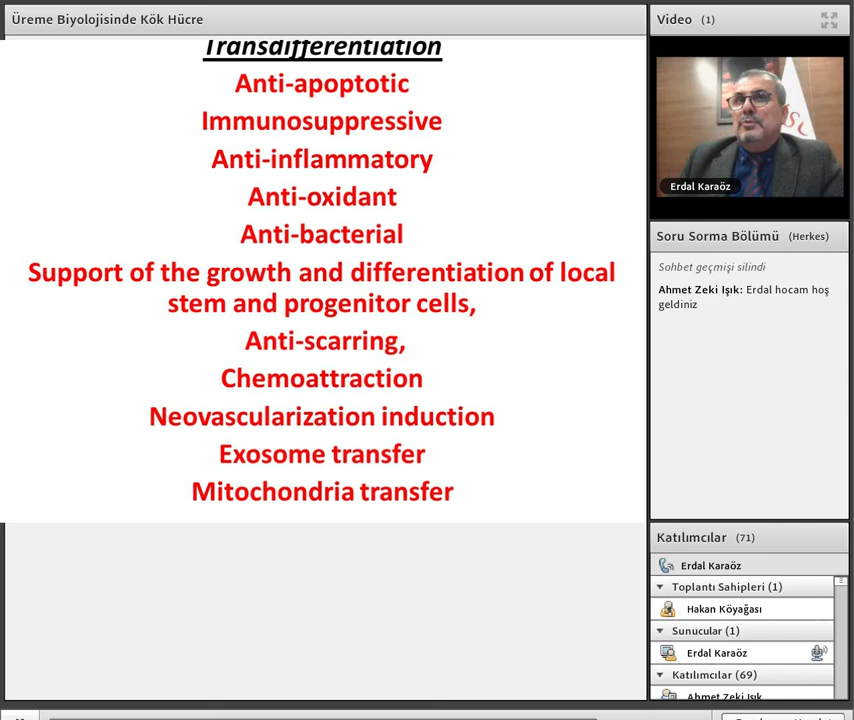 Üreme Biyolojisinde Kök Hücre
Transdifferentiation
Anti-apoptotic
Immunosuppressive
Anti-inflammatory
Anti-oxidant
Anti-bacterial
Support of the growth and differentiation of local
stem and progenitor cells,
Anti-scarring,
Chemoattraction
Neovascularization induction
Exosome transfer
Mitochondria transfer
Video (1)
Erdal Karaöz
Soru Sorma Bölümü (Herkes)
Sohbet geçmişi silindi
Ahmet Zeki Işık: Erdal hocam hoş
geldiniz
Katılımcılar (71)
Erdal Karaöz
Toplantı Sahipleri (1)
Hakan Köyağası
Sunucular (1)
Erdal Karaöz
Katılımcılar (69)
Ahmet Zeki Işık